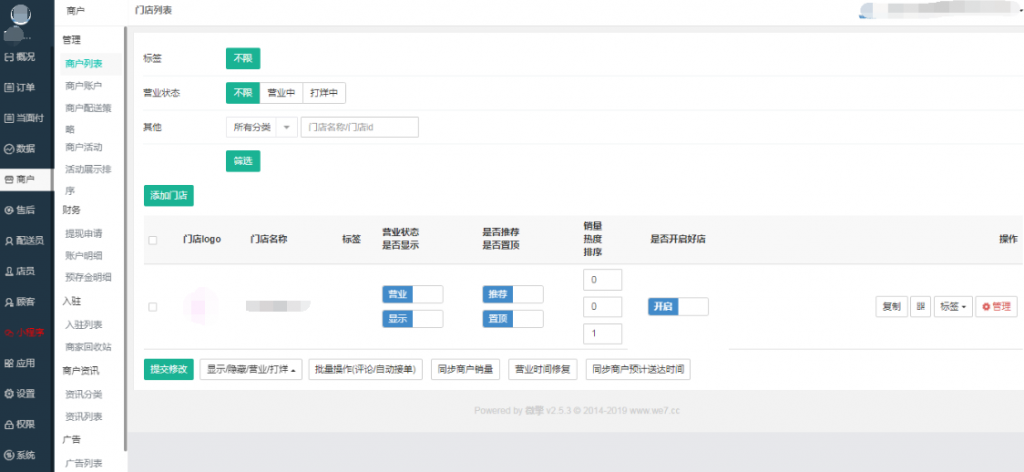 商户
门店列表
概况
订单
当面付
数据
商户
售后
配送员
店员
顾客
小程序
应用
设置
权限
系统
管理
商户列表
商户账户
商户配送策
略
商户活动
活动展示排
序
财务
提现申请
账户明细
预存金明细
入驻
入驻列表
商家回收站
商户资讯
资讯分类
资讯列表
广告
广告列表
标签 不限
营业状态 不限 营业中 打烊中
其他 所有分类 门店名称/门店id
筛选
添加门店
门店logo 门店名称 标签 营业状态 是否推荐 销量 是否开启好店 操作
是否显示 是否置顶 热度
排序
营业 推荐 0
0 开启 复制 标签 管理
显示 置顶 1
提交修改 显示/隐藏/营业/打烊 批量操作(评论/自动接单) 同步商户销量 营业时间修复 同步商户预计送达时间
Powered by 微擎 v2.5.3 © 2014-2019 www.we7.cc